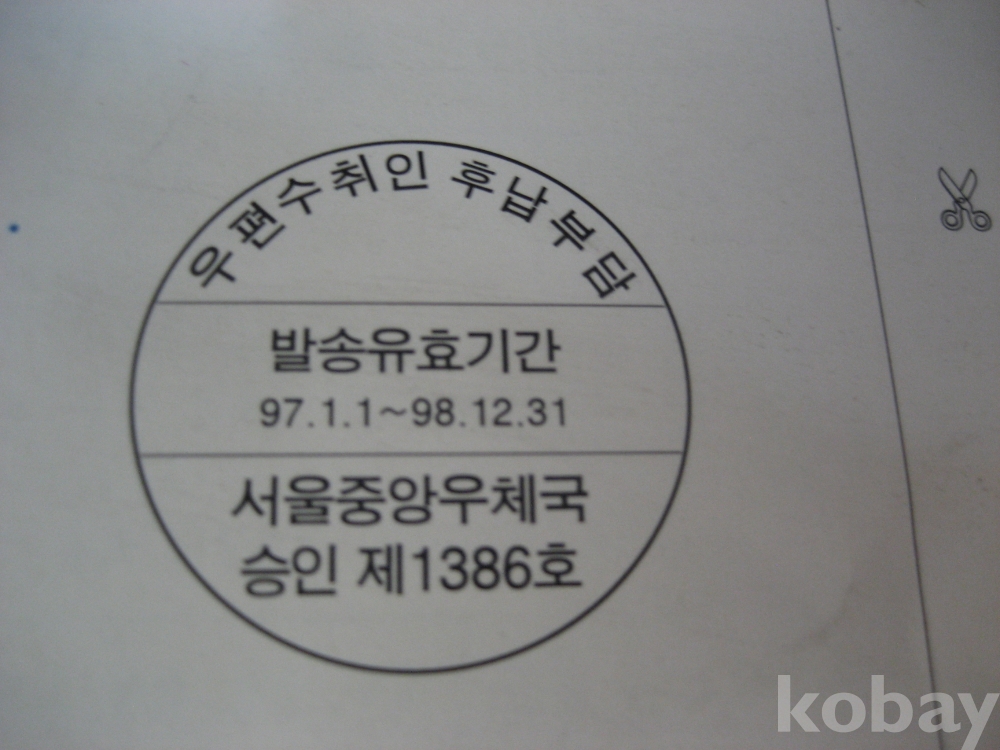 우편수취인 후납부담
발송유효기간
97.1.1~98.12.31
서울중앙우체국
승인 제1386호
kobay